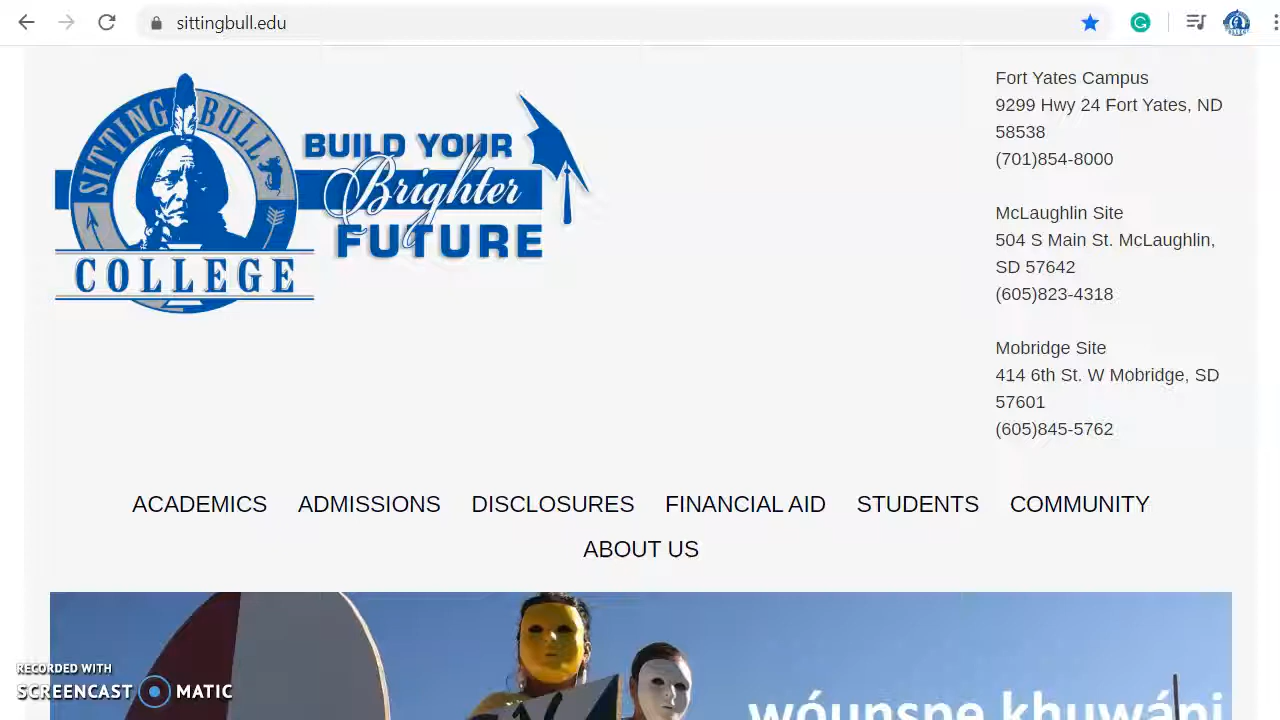 sittingbull.edu
SITTING BULL
COLLEGE
BUILD YOUR
Brighter
FUTURE
Fort Yates Campus
9299 Hwy 24 Fort Yates, ND
58538
(701)854-8000
McLaughlin Site
504 S Main St. McLaughlin,
SD 57642
(605)823-4318
Mobridge Site
414 6th St. W Mobridge, SD
57601
(605)845-5762
ACADEMICS ADMISSIONS DISCLOSURES FINANCIAL AID STUDENTS COMMUNITY
ABOUT US
wóunspe khuwápi
RECORDED WITH
SCREENCAST MATIC